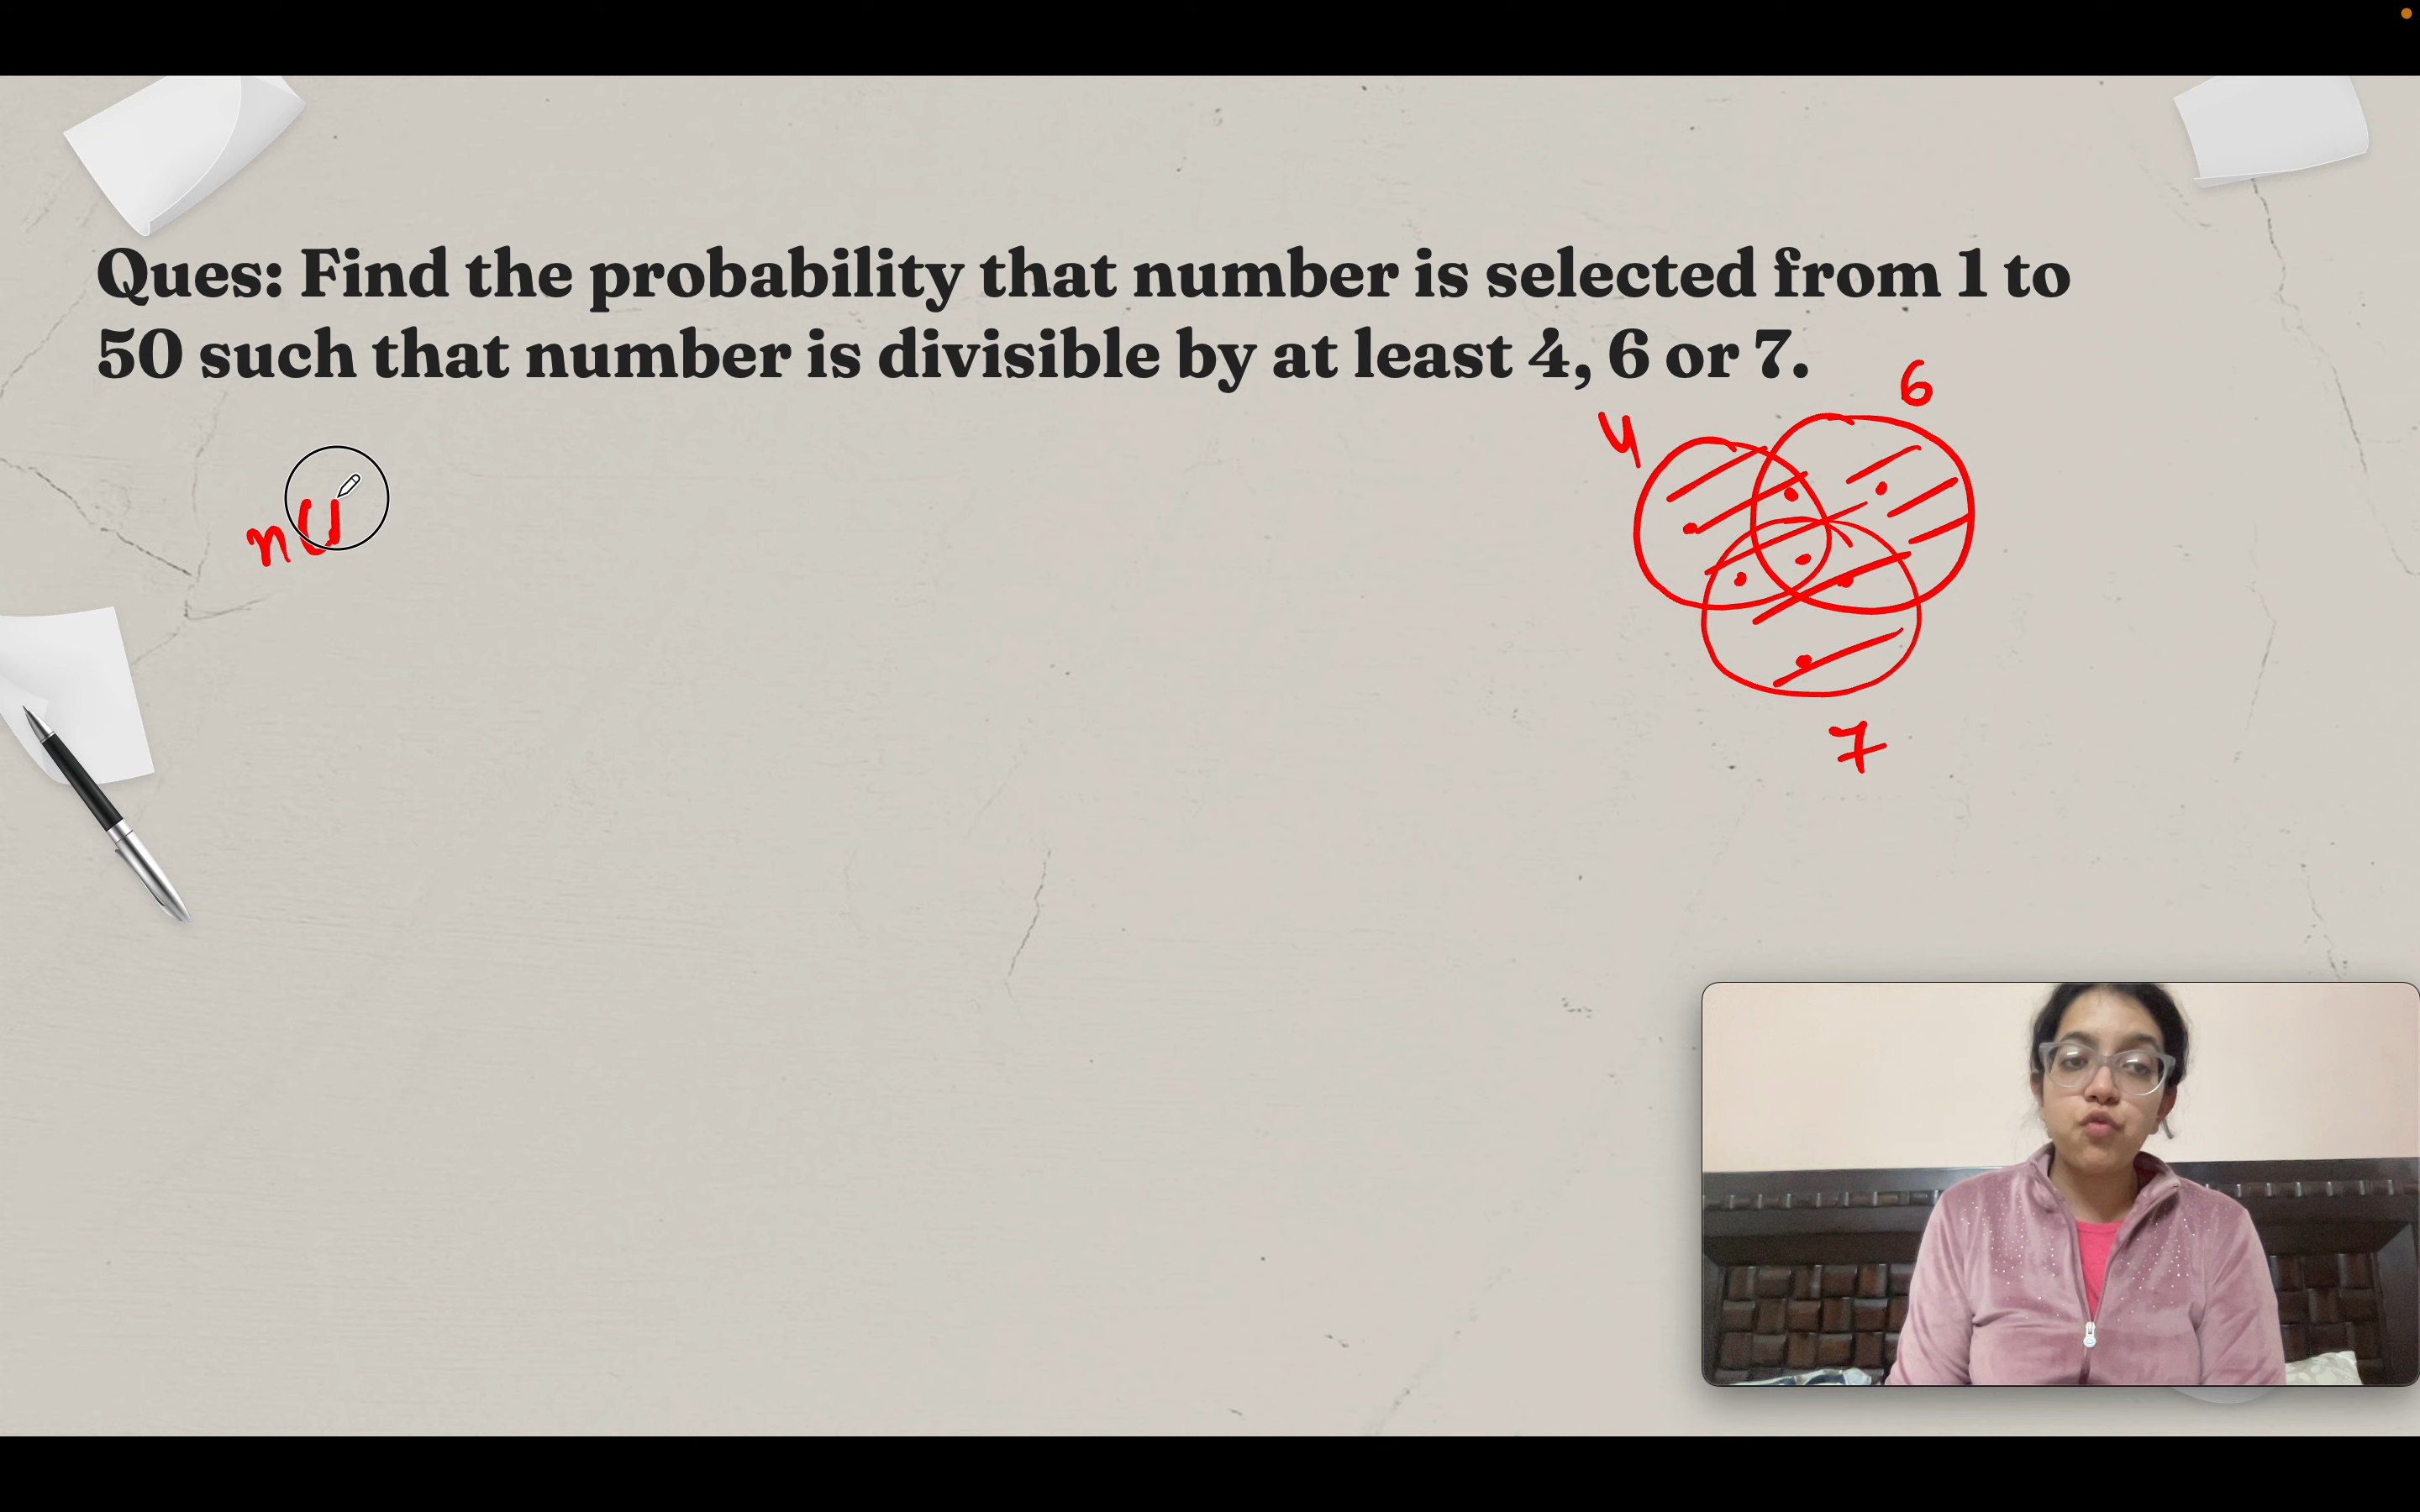 Ques: Find the probability that number is selected from 1 to
50 such that number is divisible by at least 4, 6 or 7.
6
4
n(
7